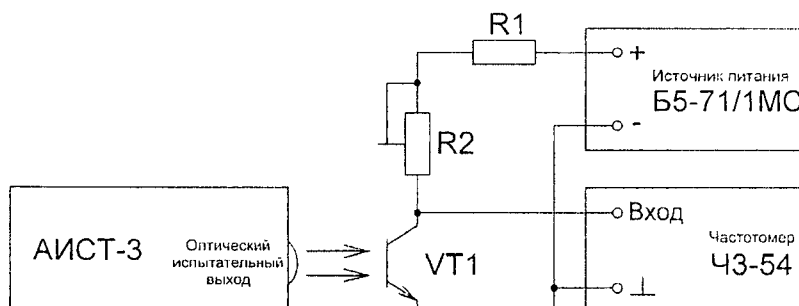 R1
+
Источник питания
Б5-71/1МС
-
R2
АИСТ-3
Оптический
испытательный
выход
VT1
Вход
Частотомер
Ч3-54